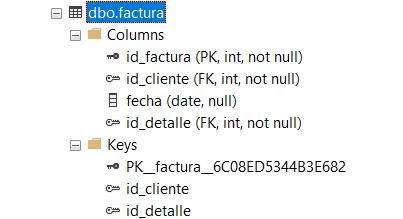 dbo.factura
Columns
id_factura (PK, int, not null)
id_cliente (FK, int, not null)
fecha (date, null)
id_detalle (FK, int, not null)
Keys
PK__factura__6C08ED5344B3E682
id_cliente
id_detalle